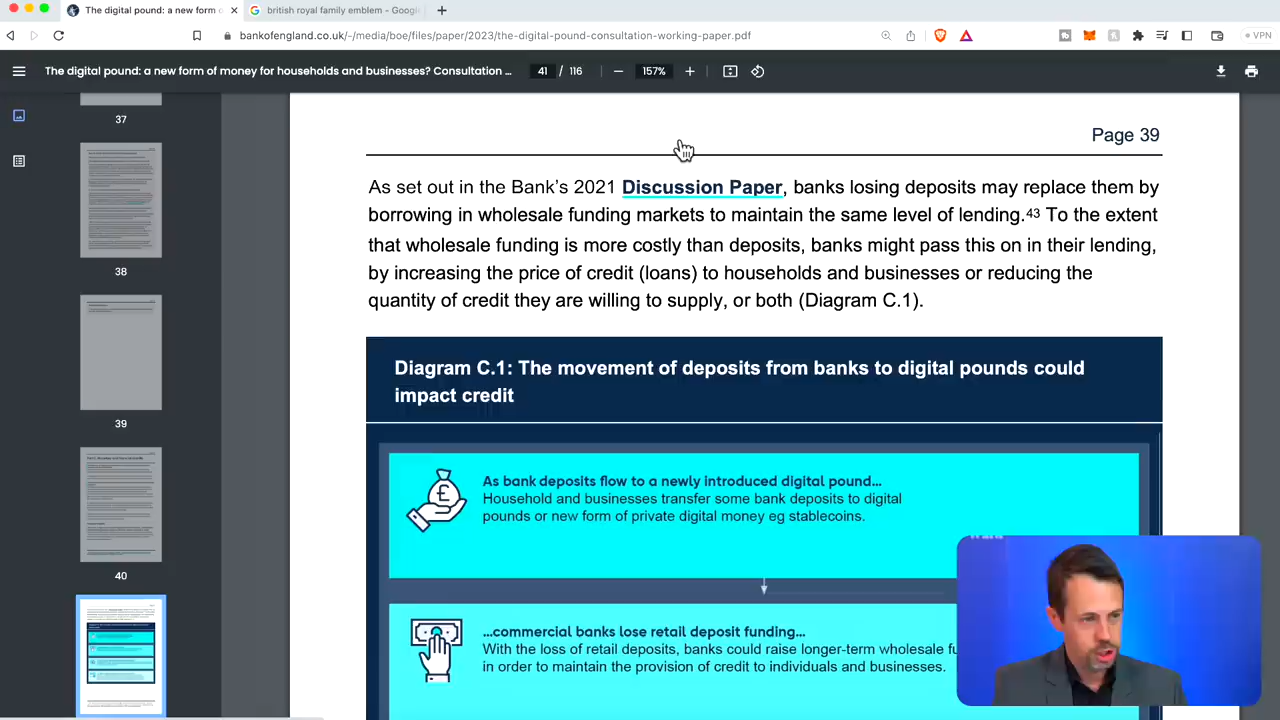 The digital pound: a new form o
british royal family emblem - Google
bankofengland.co.uk/-/media/boe/files/paper/2023/the-digital-pound-consultation-working-paper.pdf
VPN
The digital pound: a new form of money for households and businesses? Consultation ...
41 / 116
157%
37
38
39
40
Page 39
As set out in the Bank's 2021 Discussion Paper, banks losing deposits may replace them by
borrowing in wholesale funding markets to maintain the same level of lending.43 To the extent
that wholesale funding is more costly than deposits, banks might pass this on in their lending,
by increasing the price of credit (loans) to households and businesses or reducing the
quantity of credit they are willing to supply, or both (Diagram C.1).
Diagram C.1: The movement of deposits from banks to digital pounds could
impact credit
As bank deposits flow to a newly introduced digital pound...
Household and businesses transfer some bank deposits to digital
pounds or new form of private digital money eg stablecoins.
...commercial banks lose retail deposit funding...
With the loss of retail deposits, banks could raise longer-term wholesale fu
in order to maintain the provision of credit to individuals and businesses.